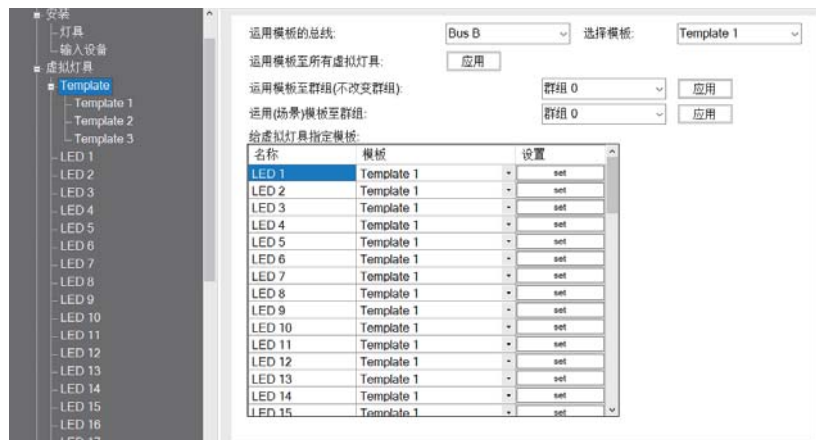 安装
灯具
输入设备
虚拟灯具
Template
Template 1
Template 2
Template 3
LED 1
LED 2
LED 3
LED 4
LED 5
LED 6
LED 7
LED 8
LED 9
LED 10
LED 11
LED 12
LED 13
LED 14
LED 15
LED 16
LED 17
运用模板的总线: Bus B 选择模板: Template 1
运用模板至所有虚拟灯具: 应用
运用模板至群组(不改变群组): 群组 0 应用
运用(场景)模板至群组: 群组 0 应用
给虚拟灯具指定模板:
名称 模板 设置
LED 1 Template 1 set
LED 2 Template 1 set
LED 3 Template 1 set
LED 4 Template 1 set
LED 5 Template 1 set
LED 6 Template 1 set
LED 7 Template 1 set
LED 8 Template 1 set
LED 9 Template 1 set
LED 10 Template 1 set
LED 11 Template 1 set
LED 12 Template 1 set
LED 13 Template 1 set
LED 14 Template 1 set
LED 15 Template 1 set